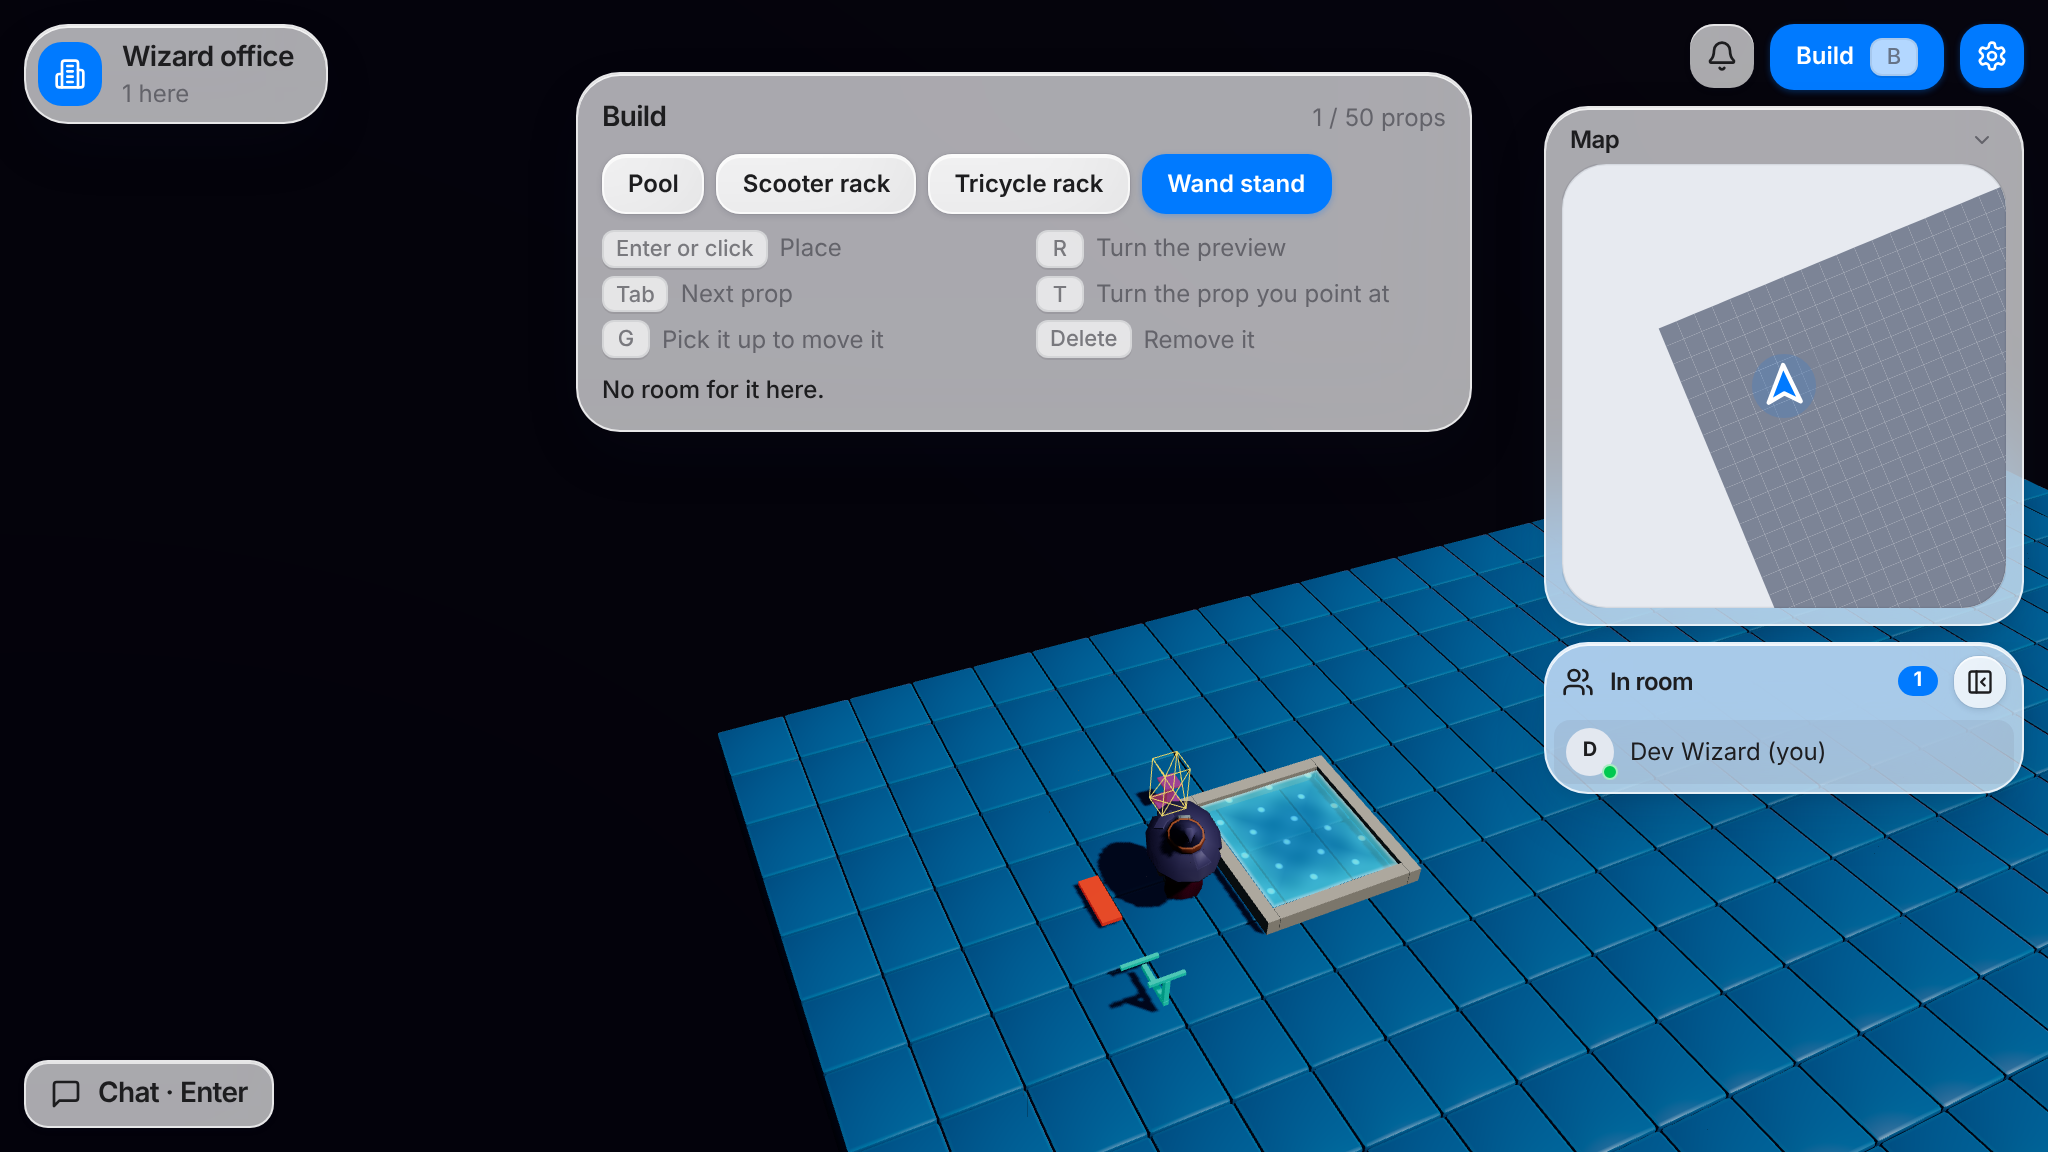 Wizard office
1 here
Build B
Build
1 / 50 props
Pool
Scooter rack
Tricycle rack
Wand stand
Enter or click Place
R Turn the preview
Tab Next prop
T Turn the prop you point at
G Pick it up to move it
Delete Remove it
No room for it here.
Map
In room
1
D Dev Wizard (you)
Chat · Enter